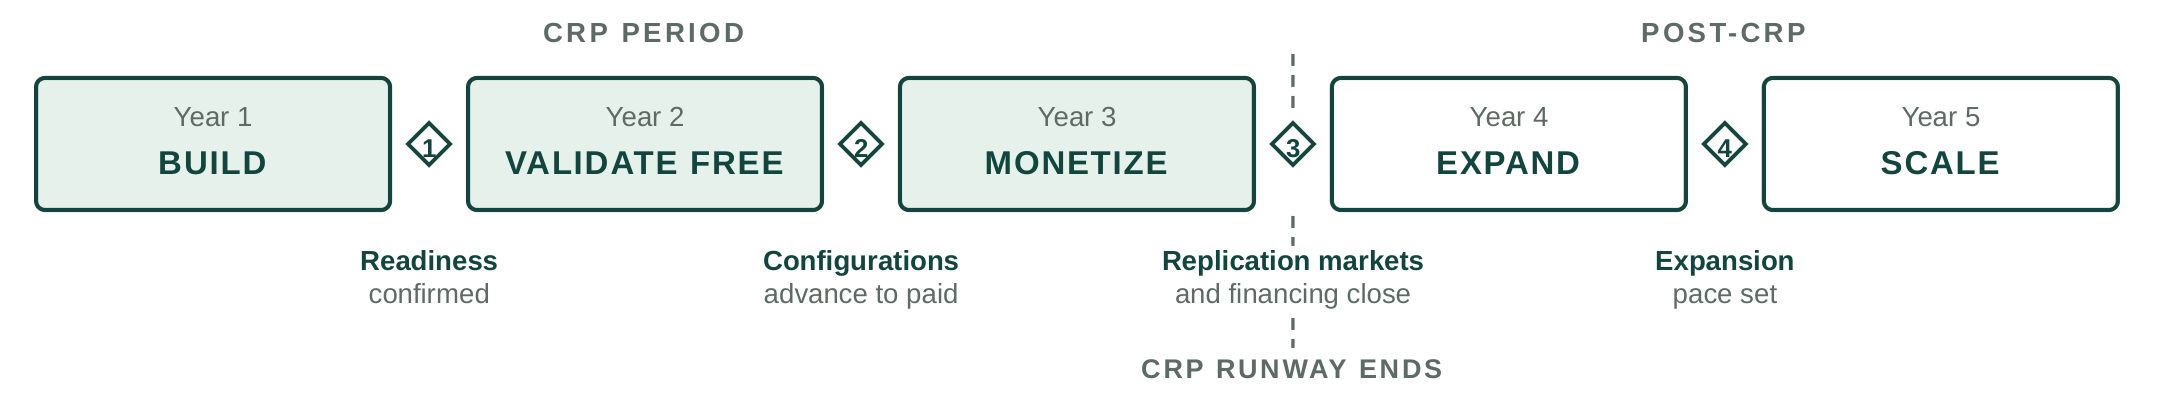 CRP PERIOD
POST-CRP
Year 1
BUILD
1
Year 2
VALIDATE FREE
2
Year 3
MONETIZE
3
Year 4
EXPAND
4
Year 5
SCALE
Readiness
confirmed
Configurations
advance to paid
Replication markets
and financing close
Expansion
pace set
CRP RUNWAY ENDS